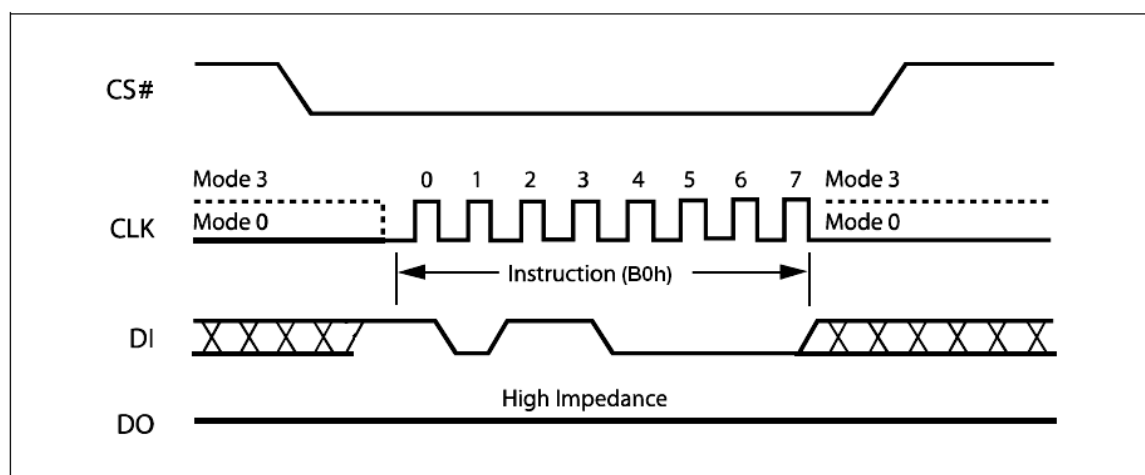 CS#
Mode 3
0 1 2 3 4 5 6 7
Mode 3
CLK
Mode 0
Mode 0
Instruction (B0h)
DI
High Impedance
DO